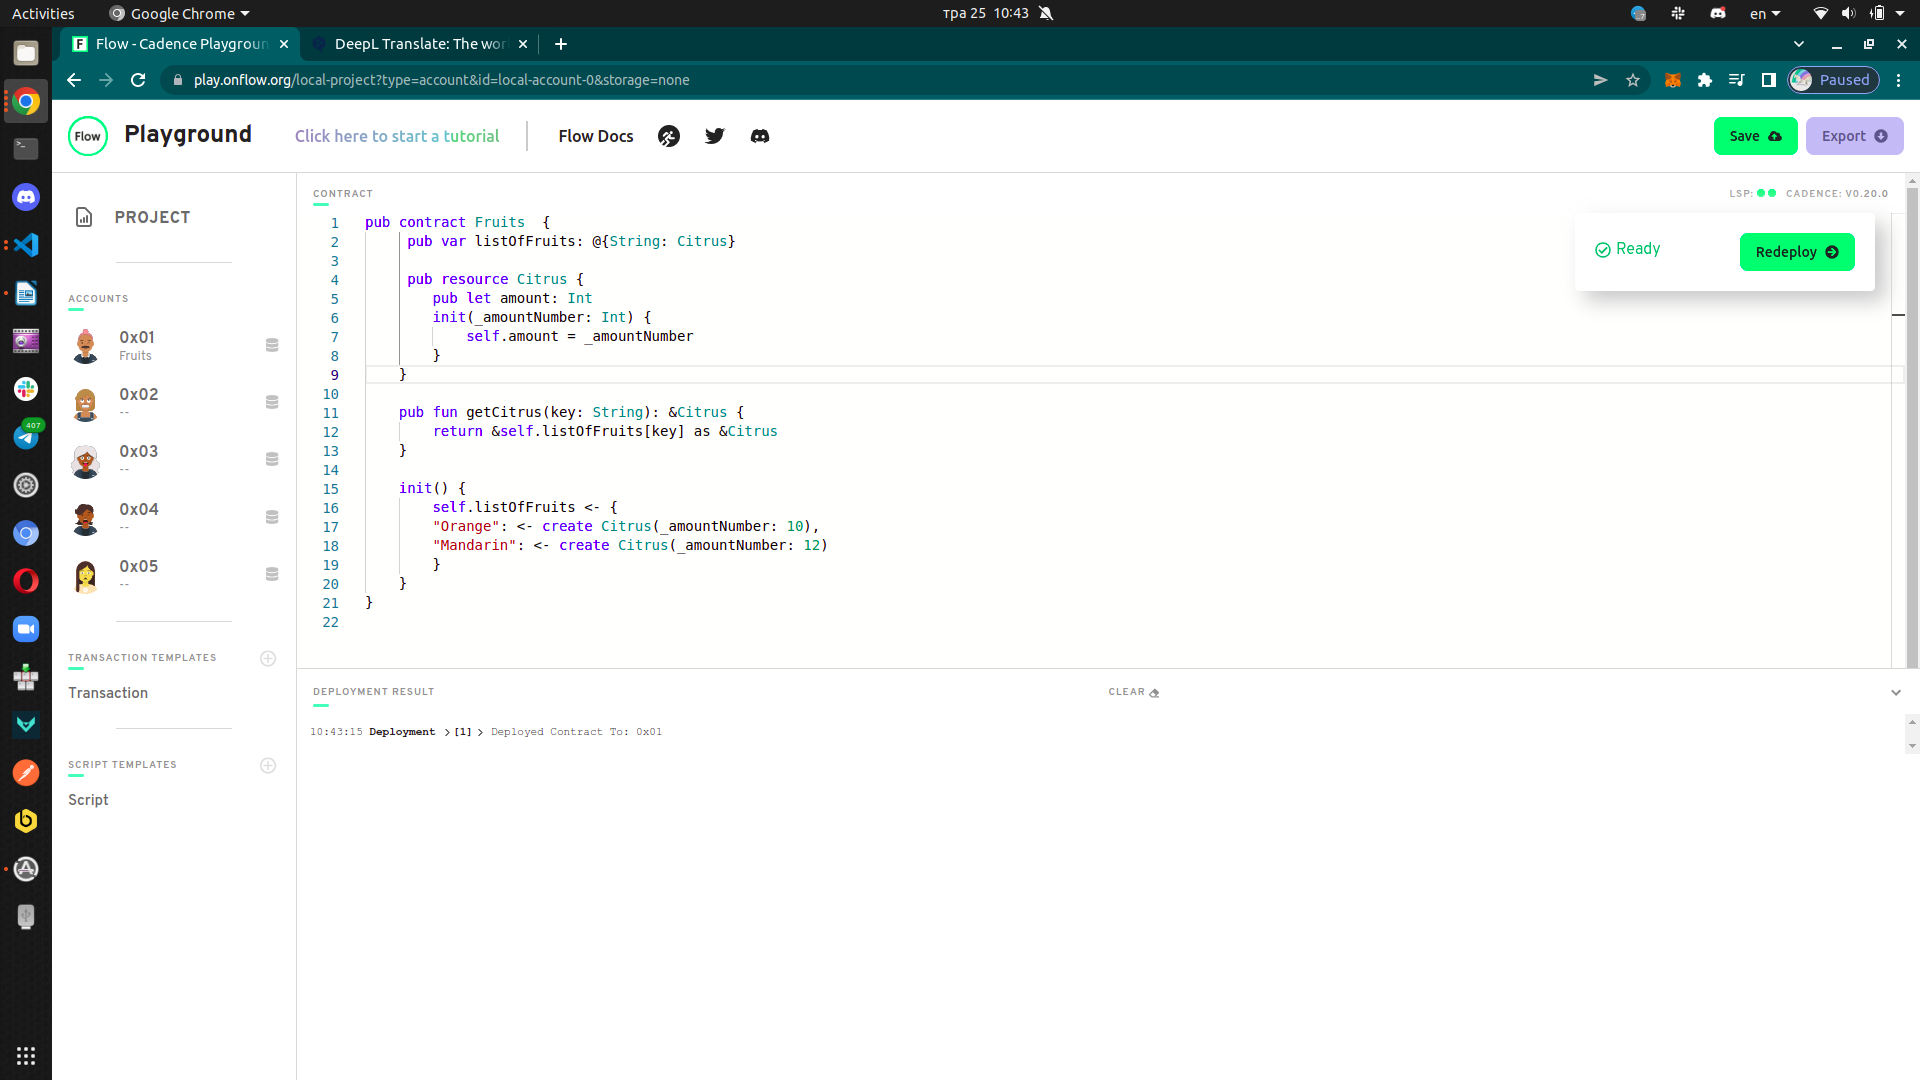 Activities
Google Chrome
тра 25 10:43
en
Flow - Cadence Playgroun
DeepL Translate: The wor
play.onflow.org/local-project?type=account&id=local-account-0&storage=none
Paused
Flow
Playground
Click here to start a tutorial
Flow Docs
Save
Export
PROJECT
ACCOUNTS
0x01
Fruits
0x02
--
0x03
--
0x04
--
0x05
--
TRANSACTION TEMPLATES
Transaction
SCRIPT TEMPLATES
Script
407
CONTRACT
LSP:
CADENCE: V0.20.0
Ready
Redeploy
1 pub contract Fruits  {
2 pub var listOfFruits: @{String: Citrus}
3
4 pub resource Citrus {
5 pub let amount: Int
6 init(_amountNumber: Int) {
7 self.amount = _amountNumber
8 }
9 }
10
11 pub fun getCitrus(key: String): &Citrus {
12 return &self.listOfFruits[key] as &Citrus
13 }
14
15 init() {
16 self.listOfFruits <- {
17 "Orange": <- create Citrus(_amountNumber: 10),
18 "Mandarin": <- create Citrus(_amountNumber: 12)
19 }
20 }
21 }
22
DEPLOYMENT RESULT
CLEAR
10:43:15 Deployment >[1] > Deployed Contract To: 0x01